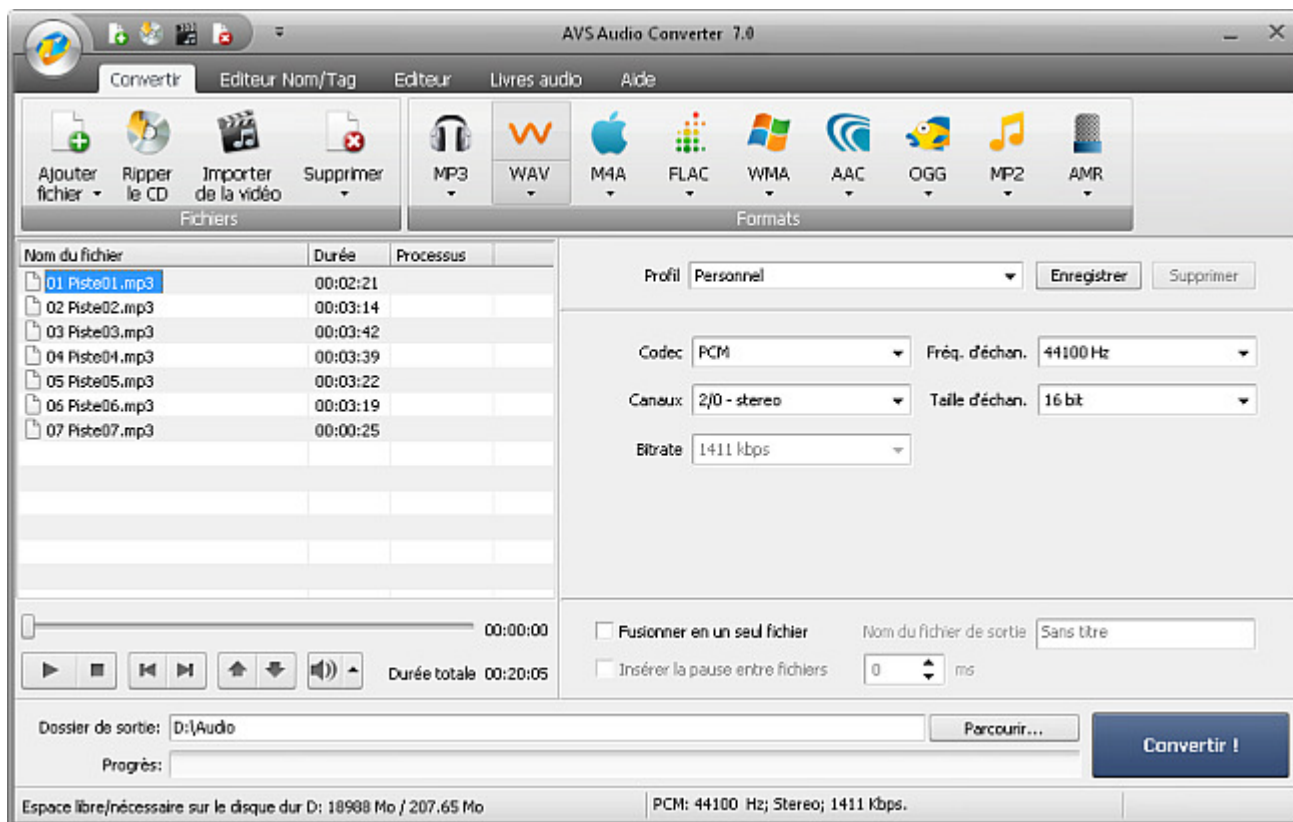 AVS Audio Converter 7.0
Convertir Editeur Nom/Tag Editeur Livres audio Aide
Ajouter fichier
Ripper le CD
Importer de la vidéo
Supprimer
Fichiers
MP3 WAV M4A FLAC WMA AAC OGG MP2 AMR
Formats
Nom du fichier Durée Processus
01 Piste01.mp3 00:02:21
02 Piste02.mp3 00:03:14
03 Piste03.mp3 00:03:42
04 Piste04.mp3 00:03:39
05 Piste05.mp3 00:03:22
06 Piste06.mp3 00:03:19
07 Piste07.mp3 00:00:25
00:00:00
Durée totale 00:20:05
Profil Personnel Enregistrer Supprimer
Codec PCM Fréq. d'échan. 44100 Hz
Canaux 2/0 - stereo Taille d'échan. 16 bit
Bitrate 1411 kbps
Fusionner en un seul fichier Nom du fichier de sortie Sans titre
Insérer la pause entre fichiers 0 ms
Dossier de sortie: D:\Audio Parcourir...
Convertir !
Progrès:
Espace libre/nécessaire sur le disque dur D: 18988 Mo / 207.65 Mo
PCM: 44100 Hz; Stereo; 1411 Kbps.